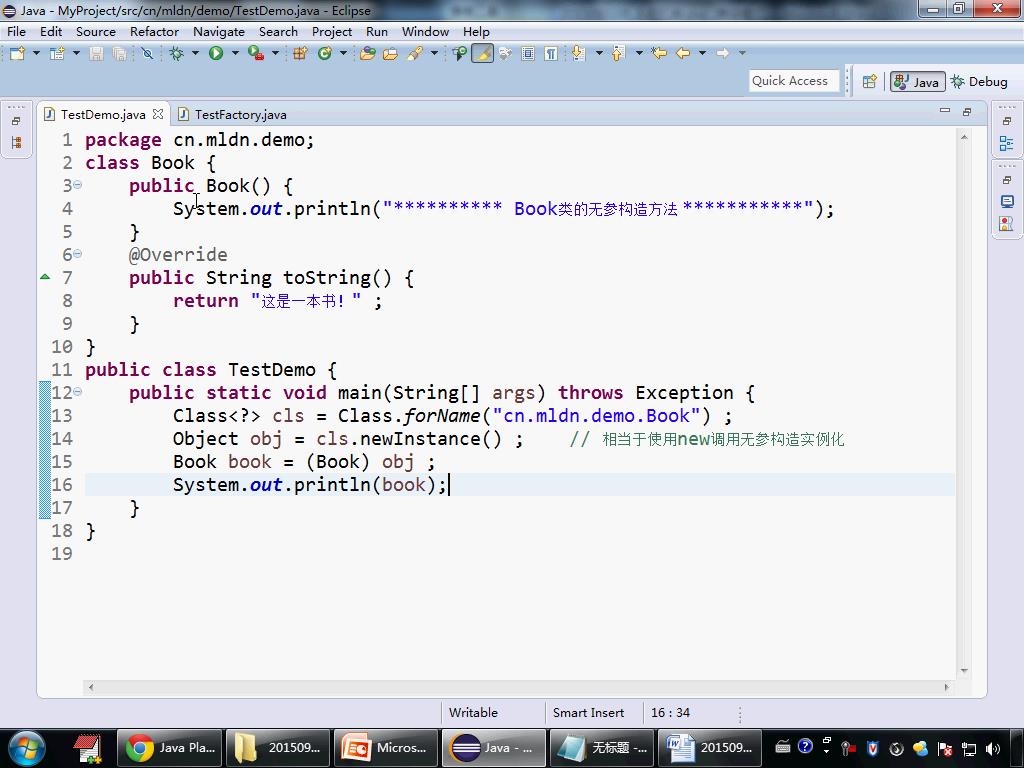 Java - MyProject/src/cn/mldn/demo/TestDemo.java - Eclipse
File Edit Source Refactor Navigate Search Project Run Window Help
Quick Access
Java
Debug
TestDemo.java
TestFactory.java
1 package cn.mldn.demo;
2 class Book {
3 public Book() {
4 System.out.println("********** Book类的无参构造方法 ***********");
5 }
6 @Override
7 public String toString() {
8 return "这是一本书！" ;
9 }
10 }
11 public class TestDemo {
12 public static void main(String[] args) throws Exception {
13 Class<?> cls = Class.forName("cn.mldn.demo.Book") ;
14 Object obj = cls.newInstance() ; // 相当于使用new调用无参构造实例化
15 Book book = (Book) obj ;
16 System.out.println(book);
17 }
18 }
19
Writable Smart Insert 16 : 34
Java Pla... 201509... Micros... Java - ... 无标题 -... 201509...